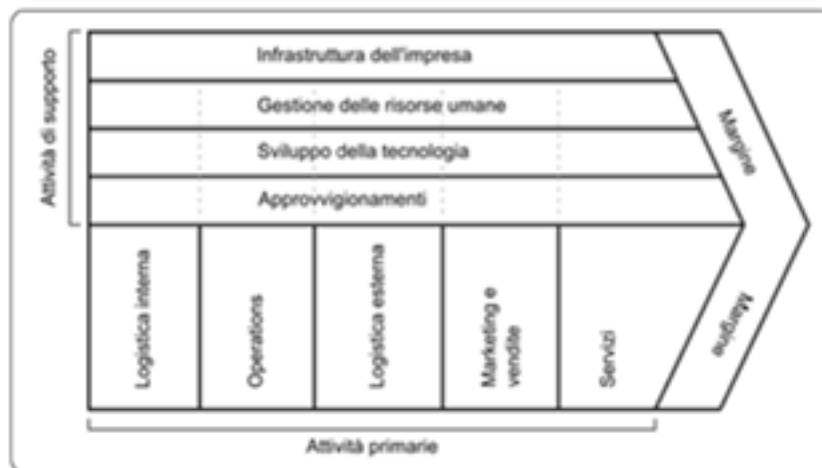 Attività di supporto
Infrastruttura dell'impresa
Gestione delle risorse umane
Sviluppo della tecnologia
Approvvigionamenti
Margine
Logistica interna
Operations
Logistica esterna
Marketing e
vendite
Servizi
Margine
Attività primarie